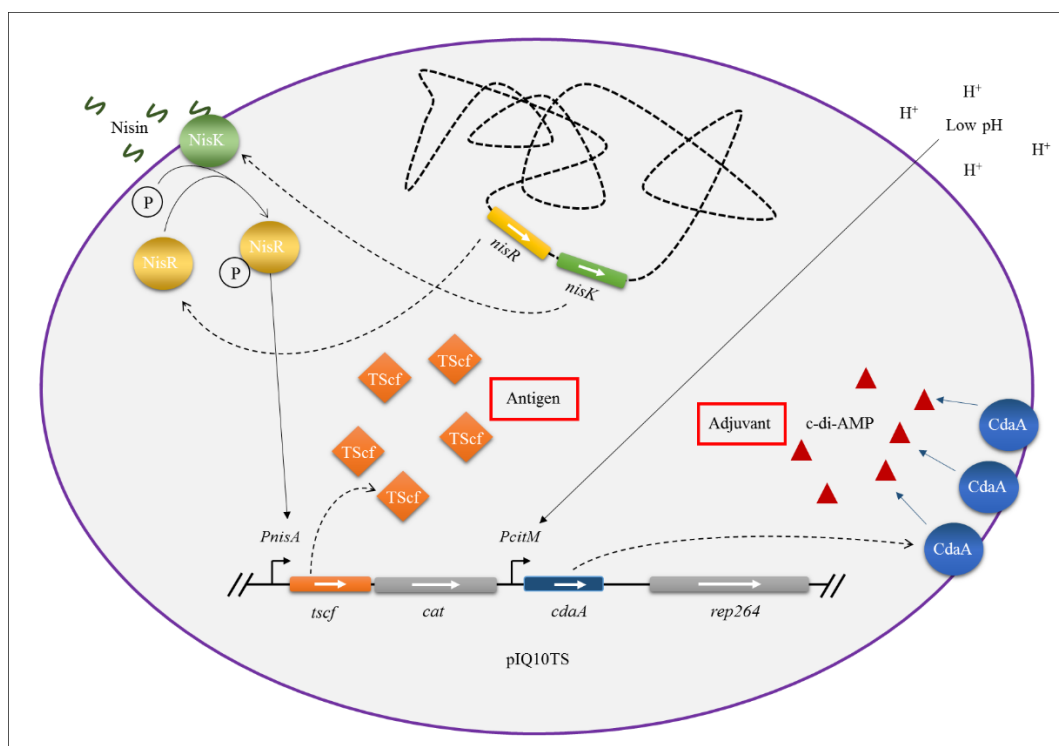 H⁺
H⁺
Low pH
H⁺
H⁺
Nisin
NisK
P
NisR
NisR
P
nisR
nisK
TScf
TScf
Antigen
TScf
TScf
TScf
Adjuvant
c-di-AMP
CdaA
CdaA
CdaA
PnisA
PcitM
tscf
cat
cdaA
rep264
pIQ10TS